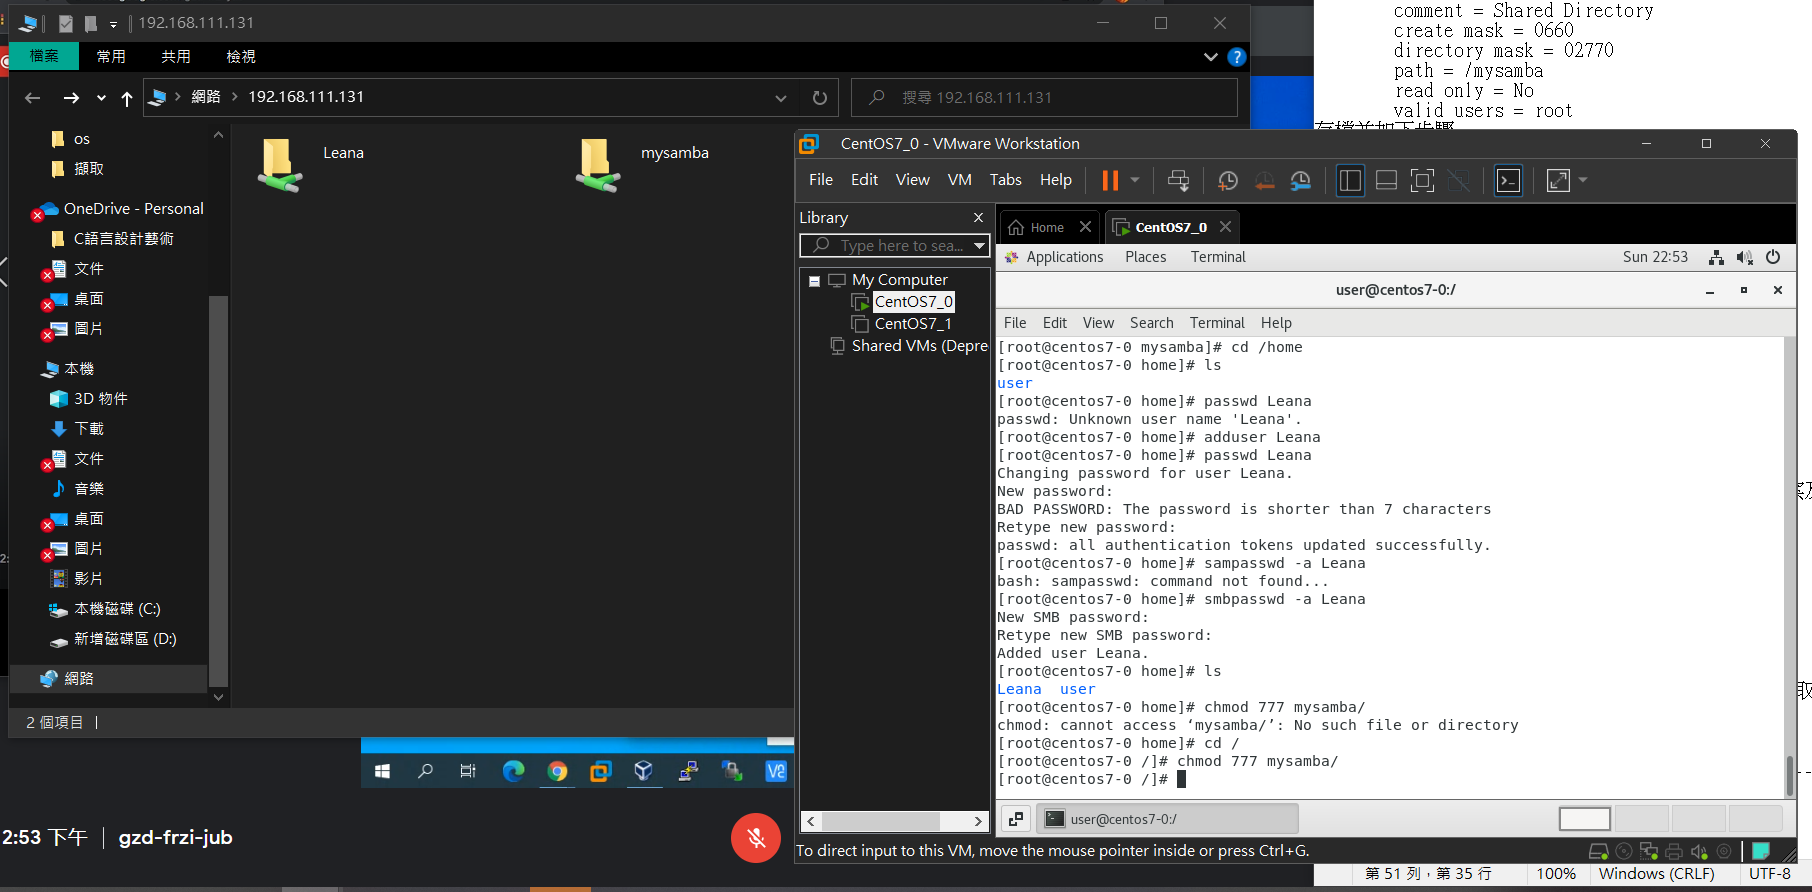 192.168.111.131
檔案 常用 共用 檢視
網路 192.168.111.131 搜尋 192.168.111.131
os
擷取
OneDrive - Personal
C語言設計藝術
文件
桌面
圖片
本機
3D 物件
下載
文件
音樂
桌面
圖片
影片
本機磁碟 (C:)
新增磁碟區 (D:)
網路
Leana mysamba
2 個項目
2:53 下午 gzd-frzi-jub
comment = Shared Directory
create mask = 0660
directory mask = 02770
path = /mysamba
read only = No
valid users = root
CentOS7_0 - VMware Workstation
File Edit View VM Tabs Help
Library
Type here to sea...
My Computer
CentOS7_0
CentOS7_1
Shared VMs (Depre
Home CentOS7_0
Applications Places Terminal Sun 22:53
user@centos7-0:/
File Edit View Search Terminal Help
[root@centos7-0 mysamba]# cd /home
[root@centos7-0 home]# ls
user
[root@centos7-0 home]# passwd Leana
passwd: Unknown user name 'Leana'.
[root@centos7-0 home]# adduser Leana
[root@centos7-0 home]# passwd Leana
Changing password for user Leana.
New password:
BAD PASSWORD: The password is shorter than 7 characters
Retype new password:
passwd: all authentication tokens updated successfully.
[root@centos7-0 home]# sampasswd -a Leana
bash: sampasswd: command not found...
[root@centos7-0 home]# smbpasswd -a Leana
New SMB password:
Retype new SMB password:
Added user Leana.
[root@centos7-0 home]# ls
Leana user
[root@centos7-0 home]# chmod 777 mysamba/
chmod: cannot access ‘mysamba/’: No such file or directory
[root@centos7-0 home]# cd /
[root@centos7-0 /]# chmod 777 mysamba/
[root@centos7-0 /]#
user@centos7-0:/
To direct input to this VM, move the mouse pointer inside or press Ctrl+G.
第 51 列，第 35 行 100% Windows (CRLF) UTF-8